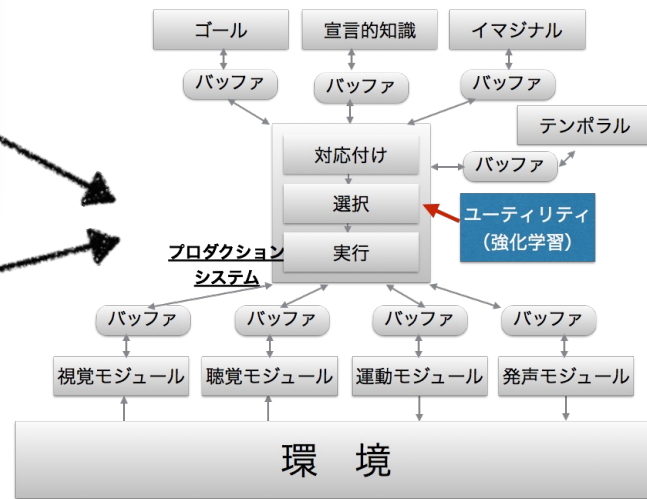 ゴール
宣言的知識
イマジナル
バッファ
バッファ
バッファ
テンポラル
バッファ
対応付け
選択
実行
ユーティリティ
（強化学習）
プロダクション
システム
バッファ
バッファ
バッファ
バッファ
視覚モジュール
聴覚モジュール
運動モジュール
発声モジュール
環　境